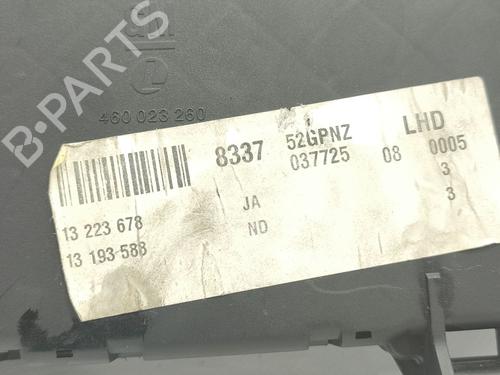 B-PARTS
GM
460 023 260
8337 52GPNZ LHD
037725 08 0005
JA 3
ND 3
13 223 678
13 193 588